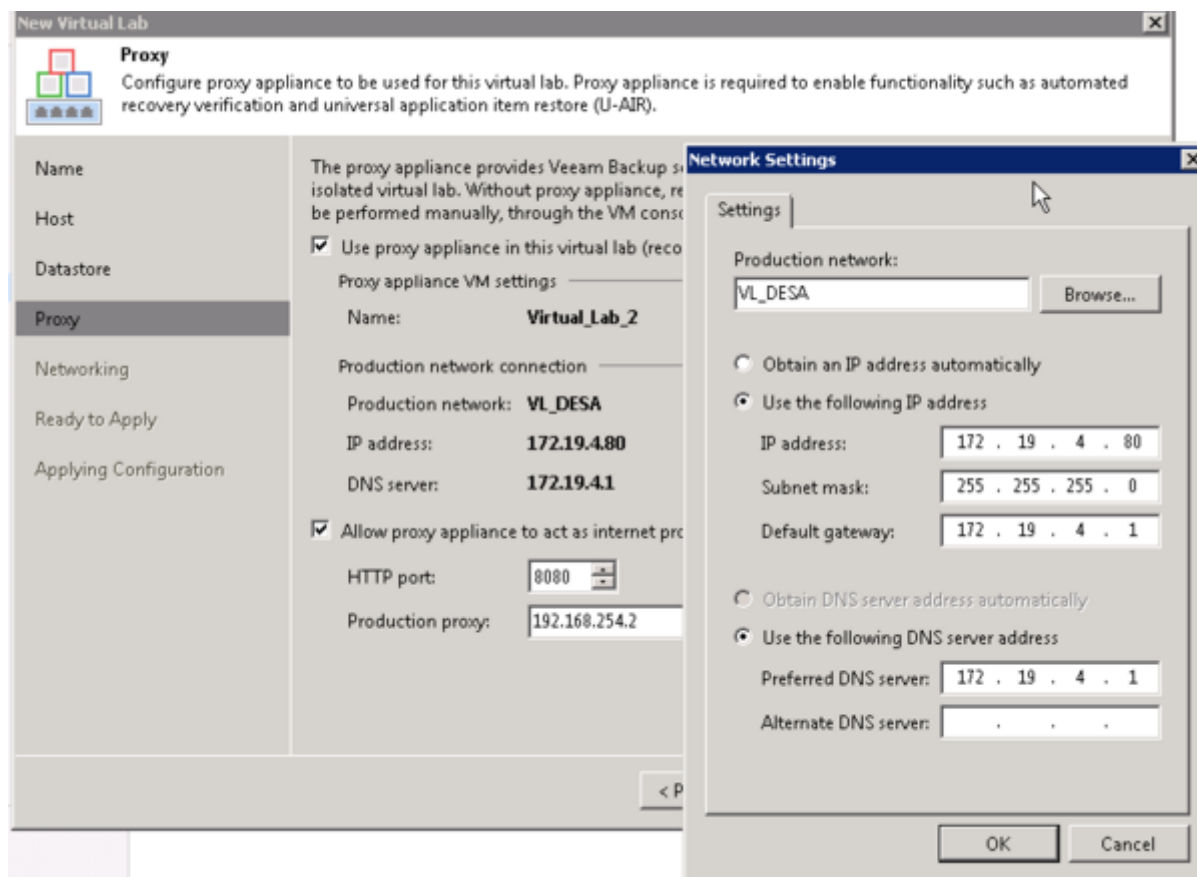 New Virtual Lab
Proxy
Configure proxy appliance to be used for this virtual lab. Proxy appliance is required to enable functionality such as automated
recovery verification and universal application item restore (U-AIR).
Name
Host
Datastore
Proxy
Networking
Ready to Apply
Applying Configuration
The proxy appliance provides Veeam Backup
isolated virtual lab. Without proxy appliance,
be performed manually, through the VM
Use proxy appliance in this virtual lab
Proxy appliance VM settings
Name: Virtual_Lab_2
Production network connection
Production network: VL_DESA
IP address: 172.19.4.80
DNS server: 172.19.4.1
Allow proxy appliance to act as internet
HTTP port: 8080
Production proxy: 192.168.254.2
< P
Network Settings
Settings
Production network:
VL_DESA Browse...
Obtain an IP address automatically
Use the following IP address
IP address: 172 . 19 . 4 . 80
Subnet mask: 255 . 255 . 255 . 0
Default gateway: 172 . 19 . 4 . 1
Obtain DNS server address automatically
Use the following DNS server address
Preferred DNS server: 172 . 19 . 4 . 1
Alternate DNS server: . . .
OK Cancel